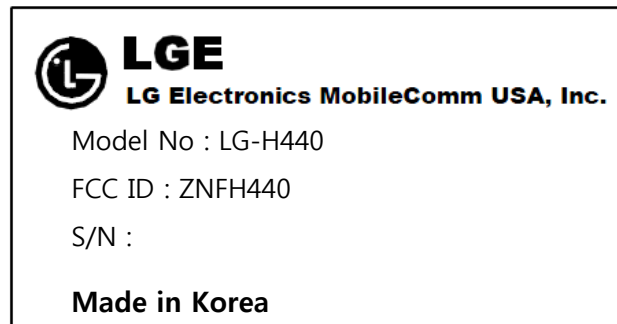 LGE
LG Electronics MobileComm USA, Inc.
Model No : LG-H440
FCC ID : ZNFH440
S/N :
Made in Korea